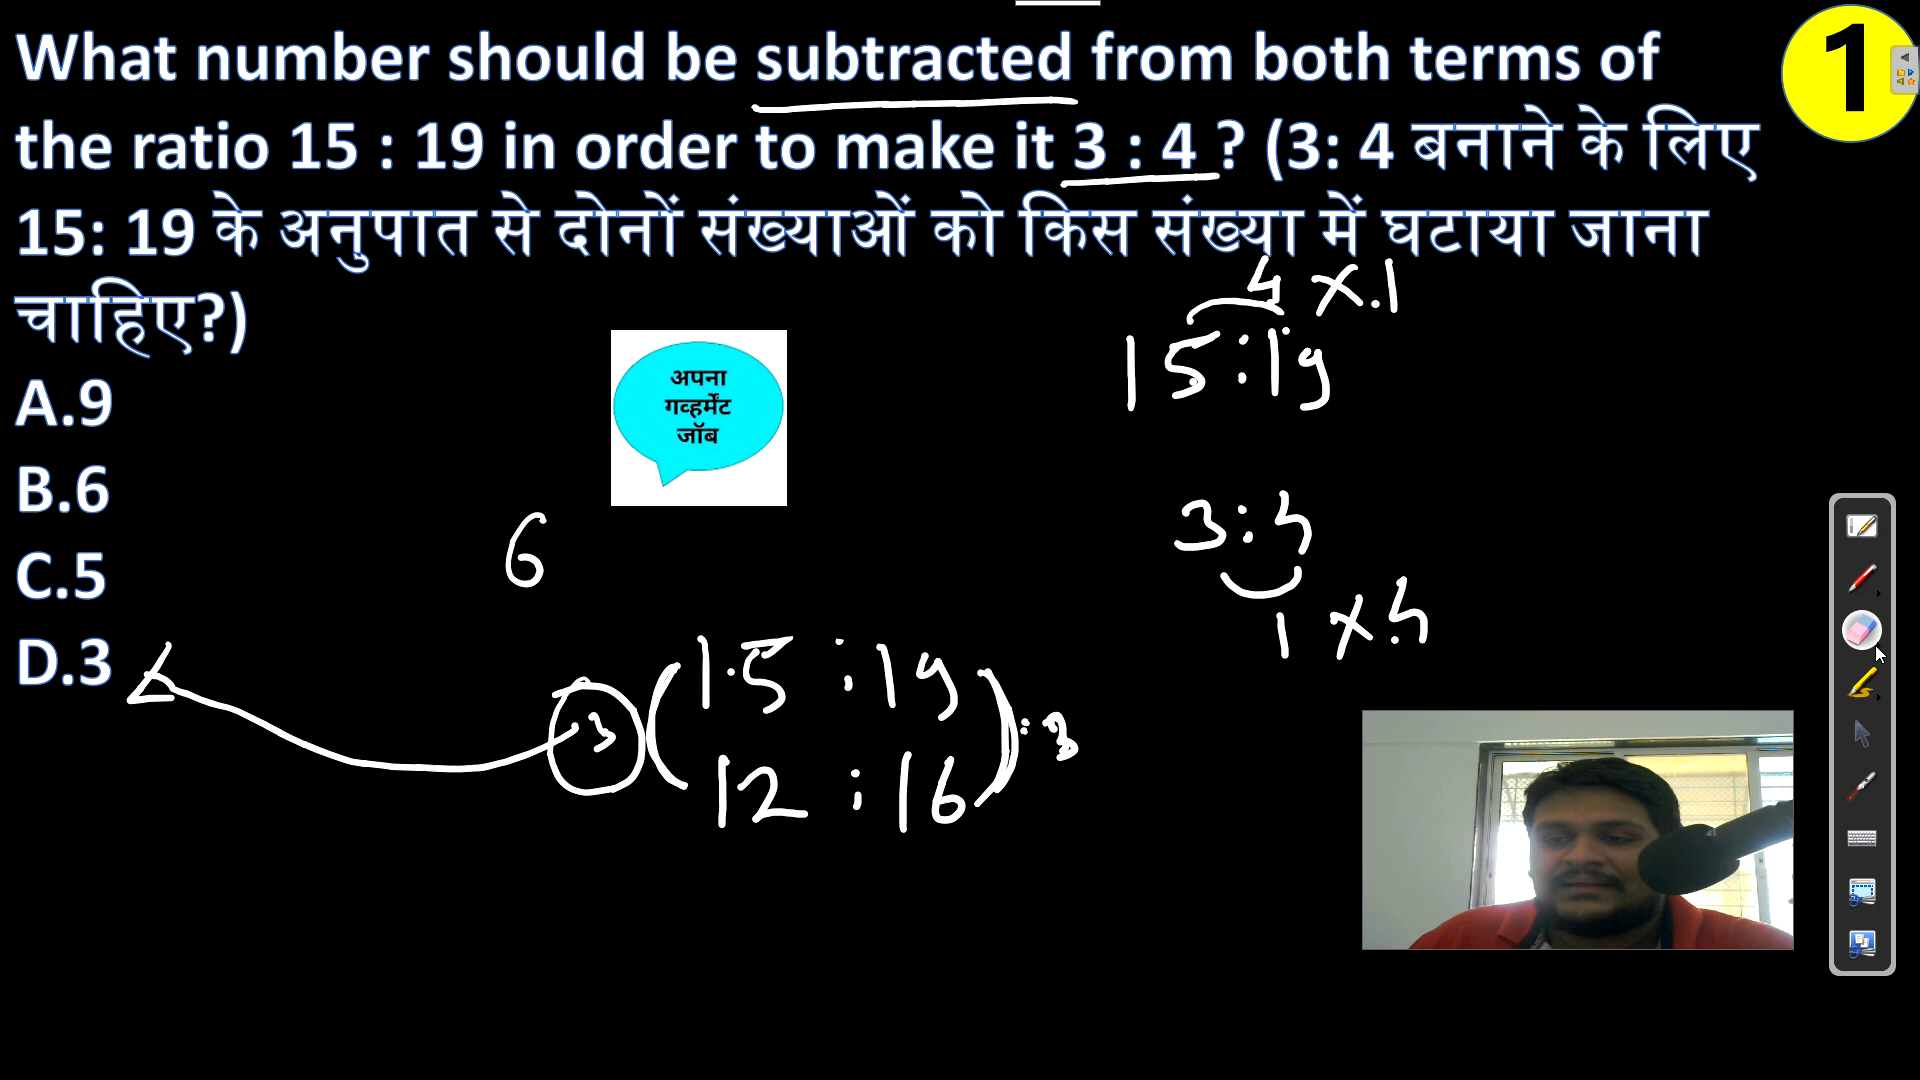 What number should be subtracted from both terms of
the ratio 15 : 19 in order to make it 3 : 4 ? (3: 4 बनाने के लिए
15: 19 के अनुपात से दोनों संख्याओं को किस संख्या में घटाया जाना
चाहिए?)
1
A.9
B.6
C.5
D.3
अपना
गव्हर्मेंट
जॉब
4 x.1
15:19
3:4
1 x.4
6
3 (15 : 19
12 : 16) : 3